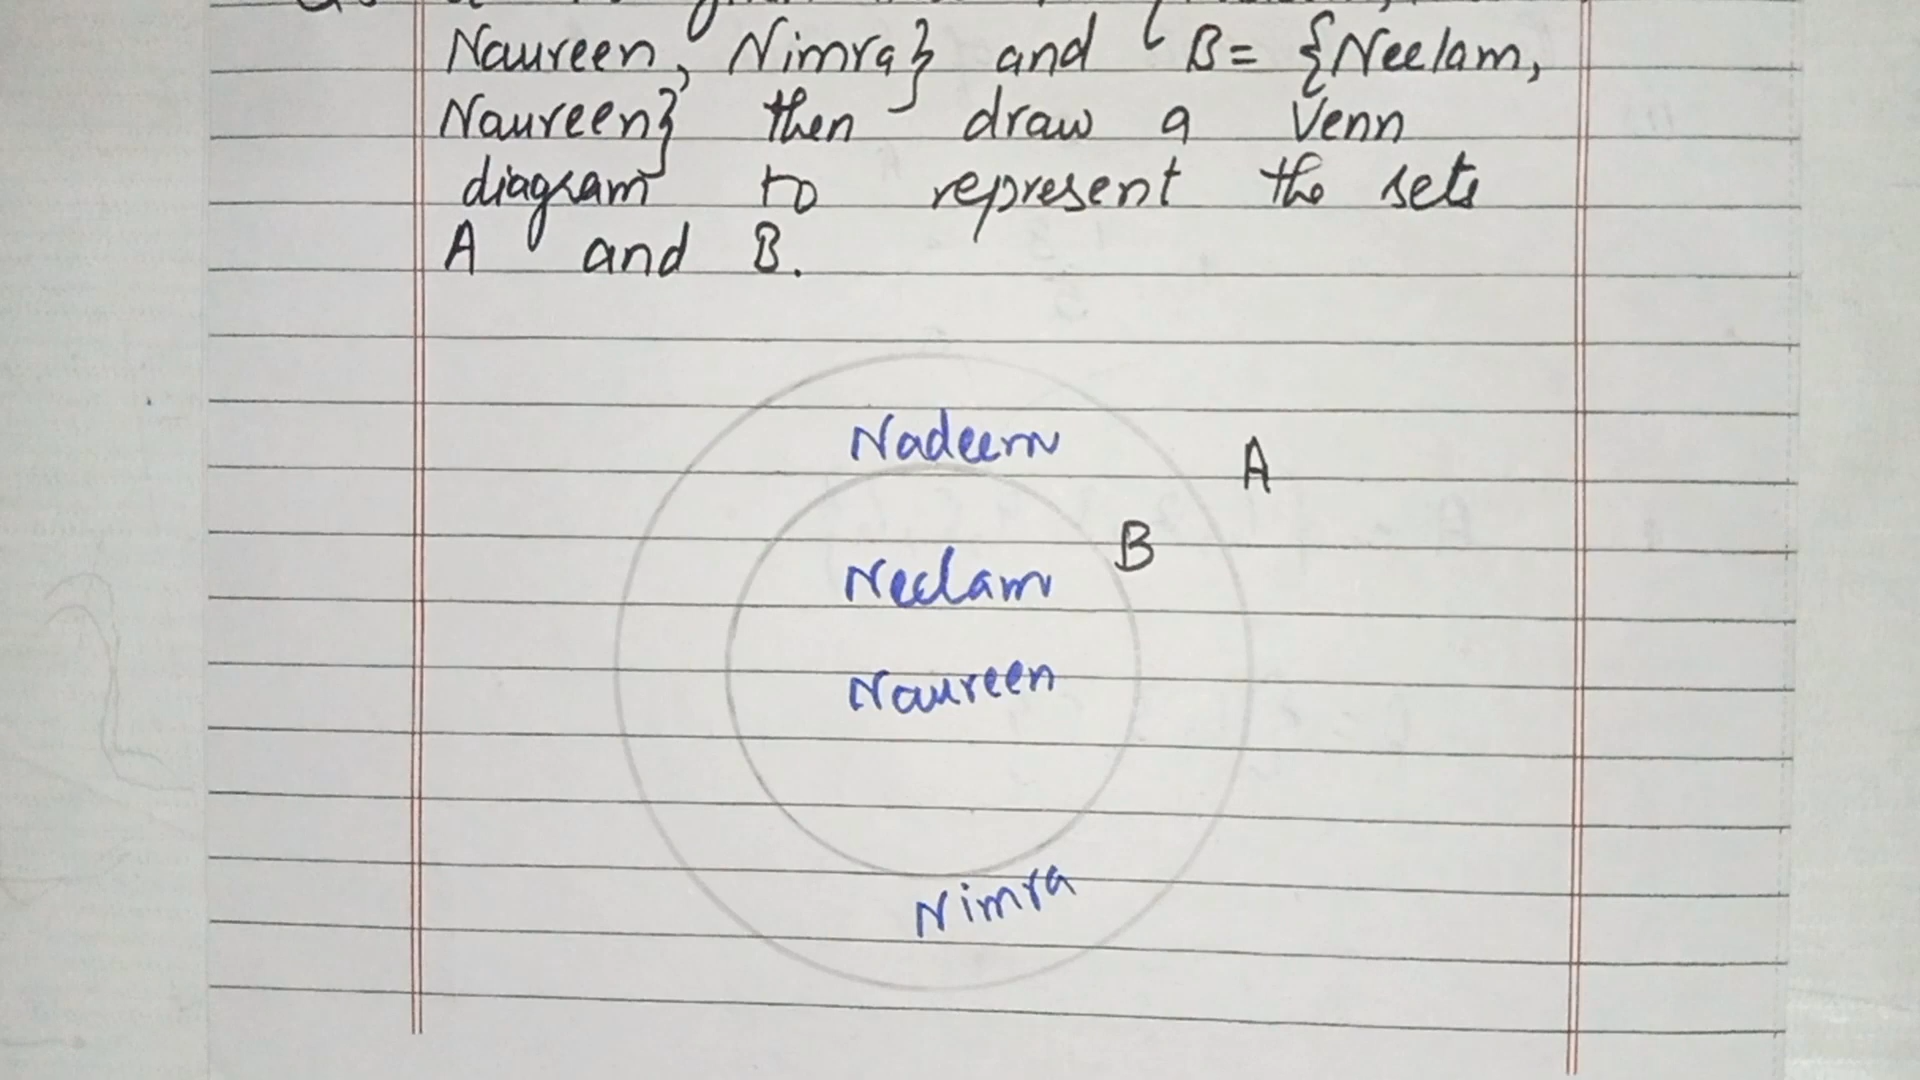 Naureen, Nimra} and B= {Neelam,
Naureen} then draw a Venn
diagram to represent the sets
A and B.
Nadeem
A
B
Neelam
Naureen
Nimra